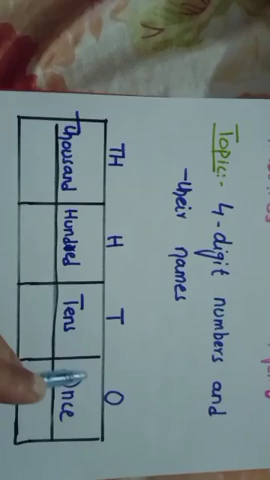 Topic:- 4-digit numbers and
-their names
TH H T O
Thousand Hundred Tens Once